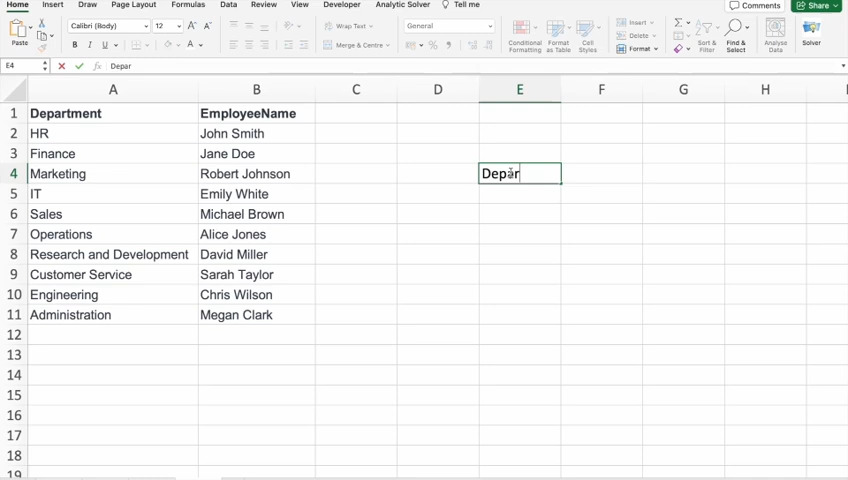 Home Insert Draw Page Layout Formulas Data Review View Developer Analytic Solver Tell me Comments Share
Paste Calibri (Body) 12 A A Wrap Text General Insert Delete Format Conditional Formatting Format as Table Cell Styles Sort & Filter Find & Select Analyse Data Solver
B I U A Merge & Centre %
E4 fx Depar
A B C D E F G H
1 Department EmployeeName
2 HR John Smith
3 Finance Jane Doe
4 Marketing Robert Johnson Depar
5 IT Emily White
6 Sales Michael Brown
7 Operations Alice Jones
8 Research and Development David Miller
9 Customer Service Sarah Taylor
10 Engineering Chris Wilson
11 Administration Megan Clark
12
13
14
15
16
17
18
19